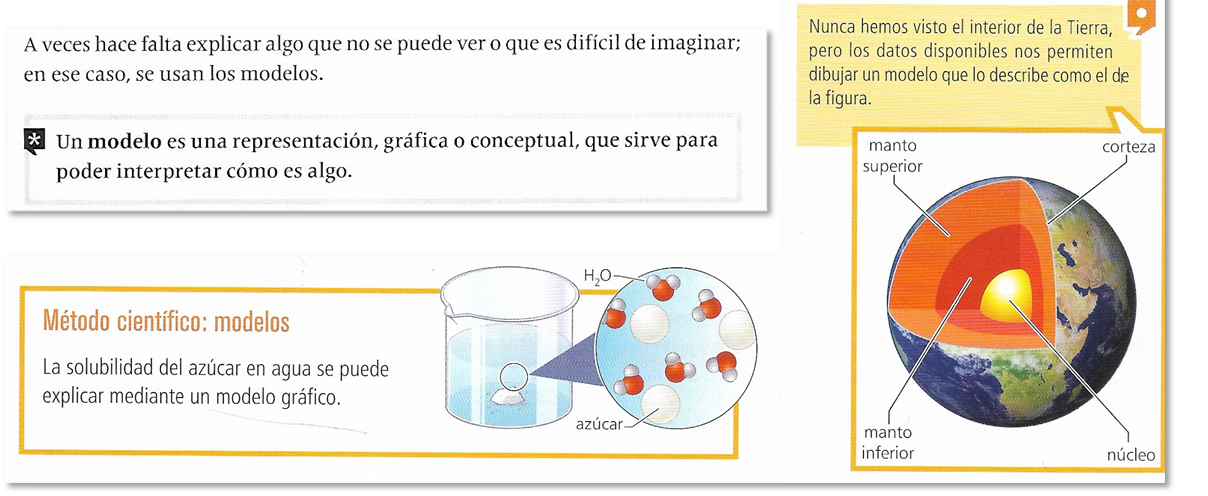 A veces hace falta explicar algo que no se puede ver o que es difícil de imaginar;
en ese caso, se usan los modelos.
* Un modelo es una representación, gráfica o conceptual, que sirve para
poder interpretar cómo es algo.
Nunca hemos visto el interior de la Tierra,
pero los datos disponibles nos permiten
dibujar un modelo que lo describe como el de
la figura.
manto
superior
corteza
manto
inferior
núcleo
Método científico: modelos
La solubilidad del azúcar en agua se puede
explicar mediante un modelo gráfico.
H₂O
azúcar